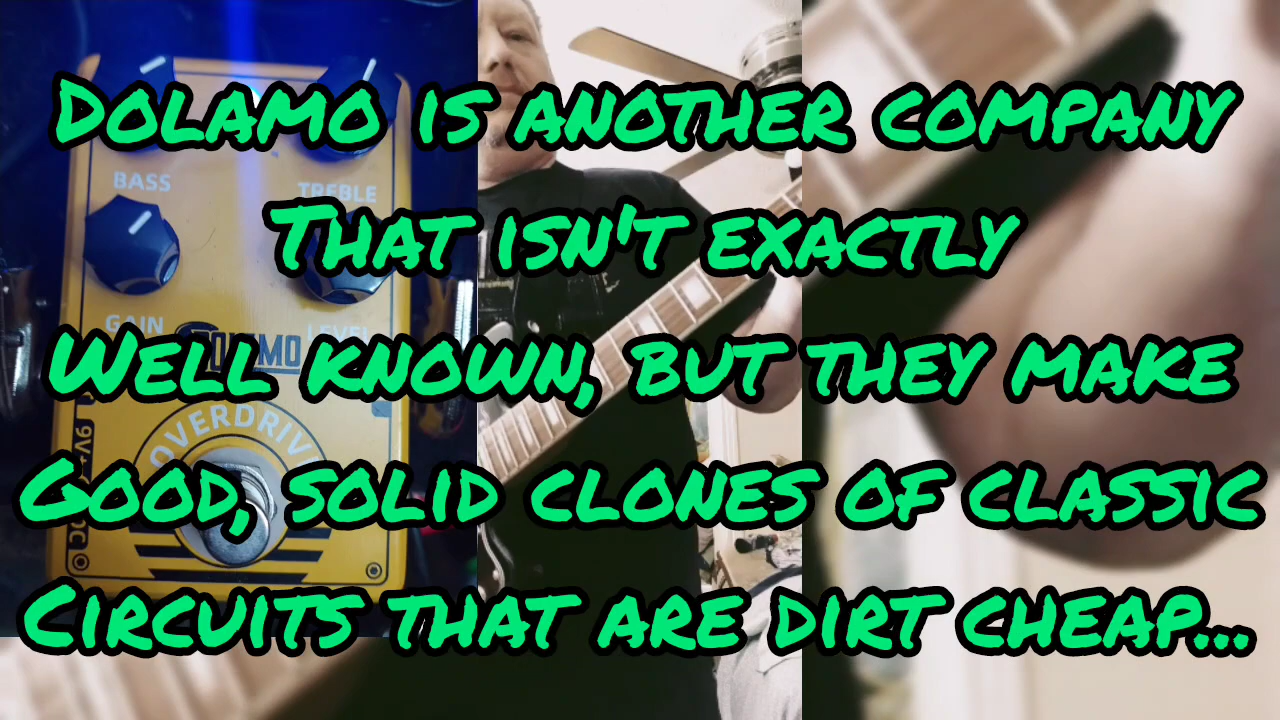 Dolamo is another company
That isn't exactly
Well known, but they make
Good, solid clones of classic
Circuits that are dirt cheap...
BASS TREBLE
GAIN LEVEL
DOLAMO
OVERDRIVE